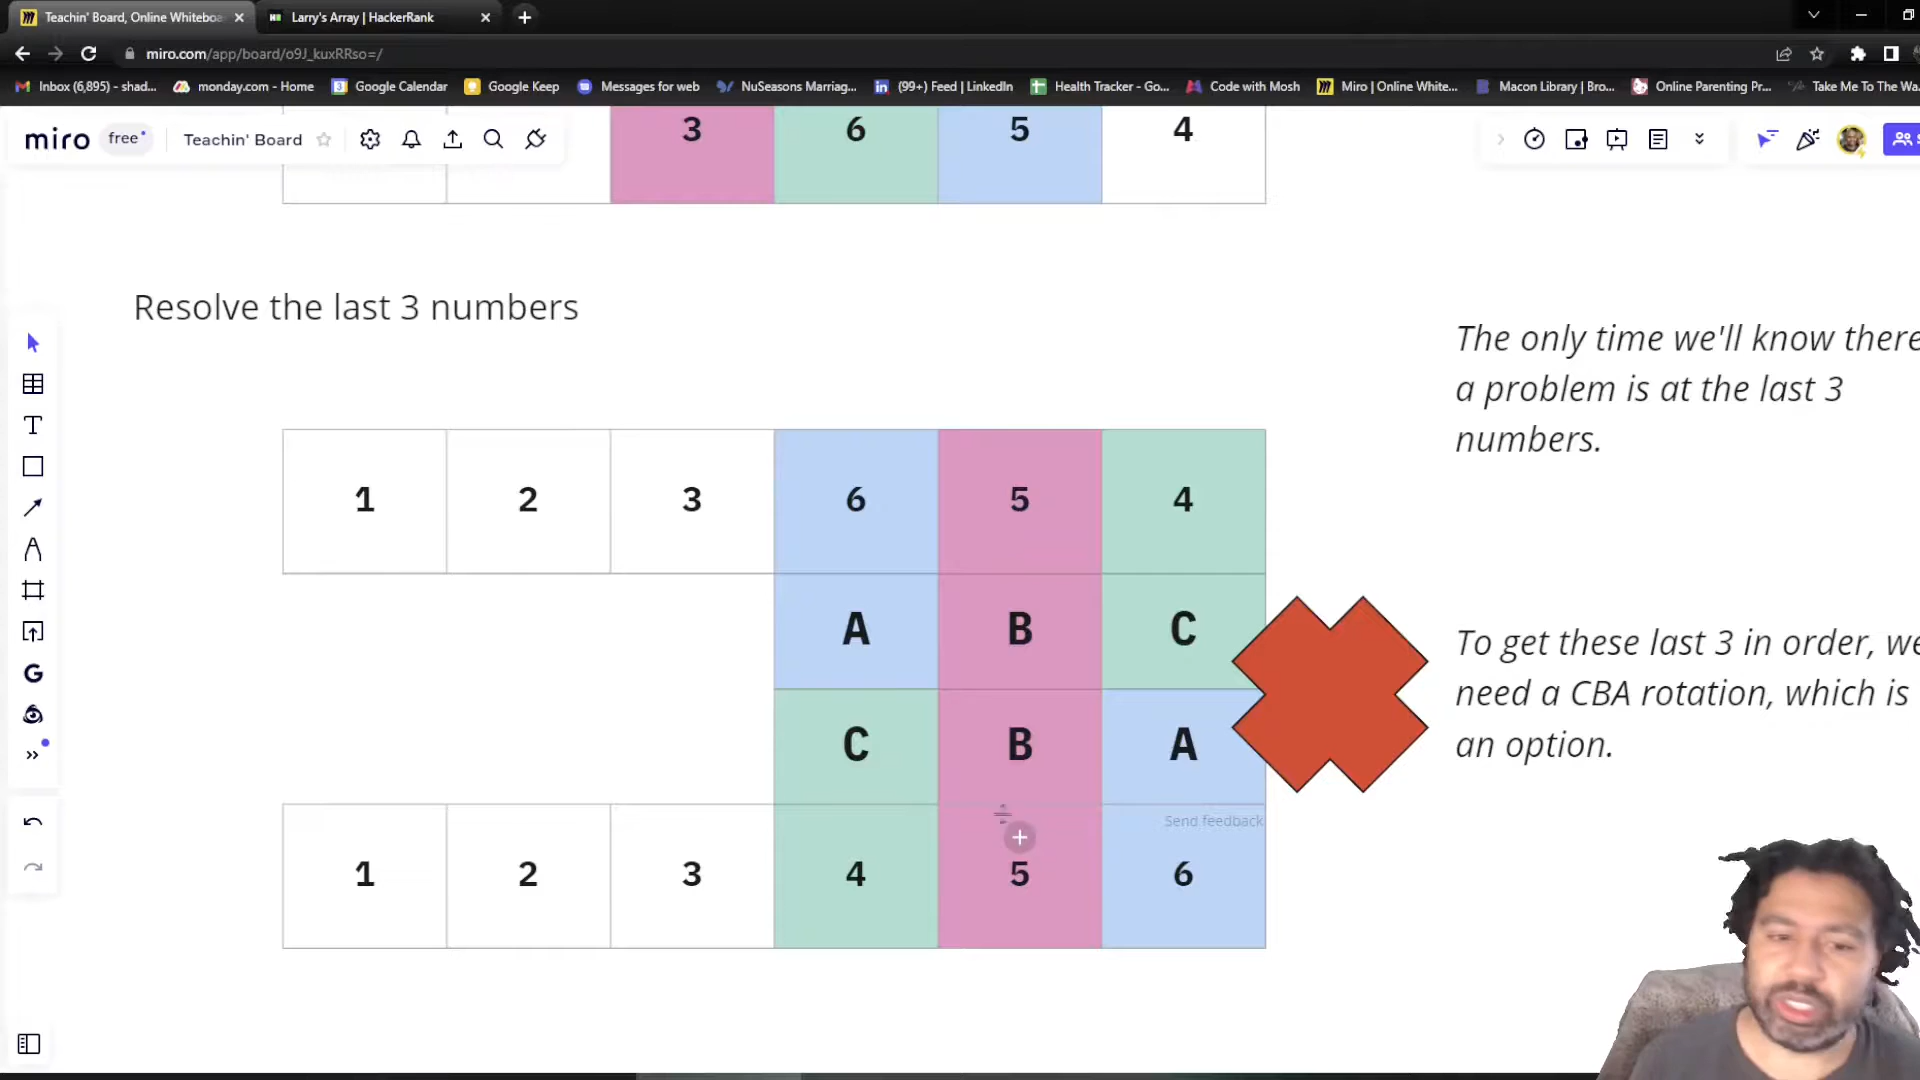 Teachin' Board, Online Whiteboa
Larry's Array | HackerRank
miro.com/app/board/o9J_kuxRRso=/
Inbox (6,895) - shad...
monday.com - Home
Google Calendar
Google Keep
Messages for web
NuSeasons Marriag...
(99+) Feed | LinkedIn
Health Tracker - Go...
Code with Mosh
Miro | Online White...
Macon Library | Bro...
Online Parenting Pr...
Take Me To The Wa
miro free Teachin' Board
3 6 5 4
Resolve the last 3 numbers
The only time we'll know there
a problem is at the last 3
numbers.
1 2 3 6 5 4
A B C
C B A
To get these last 3 in order, we
need a CBA rotation, which is
an option.
Send feedback
1 2 3 4 5 6